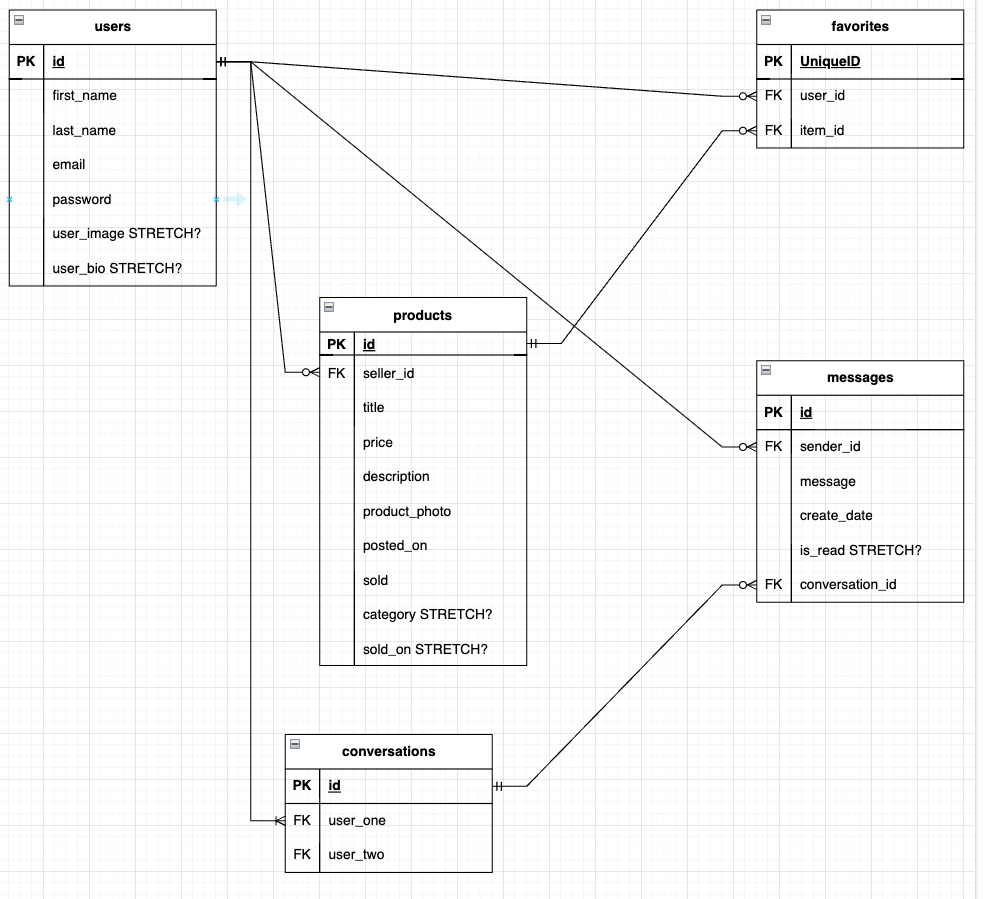 users
PK id
first_name
last_name
email
password
user_image STRETCH?
user_bio STRETCH?
favorites
PK UniqueID
FK user_id
FK item_id
products
PK id
FK seller_id
title
price
description
product_photo
posted_on
sold
category STRETCH?
sold_on STRETCH?
messages
PK id
FK sender_id
message
create_date
is_read STRETCH?
FK conversation_id
conversations
PK id
FK user_one
FK user_two